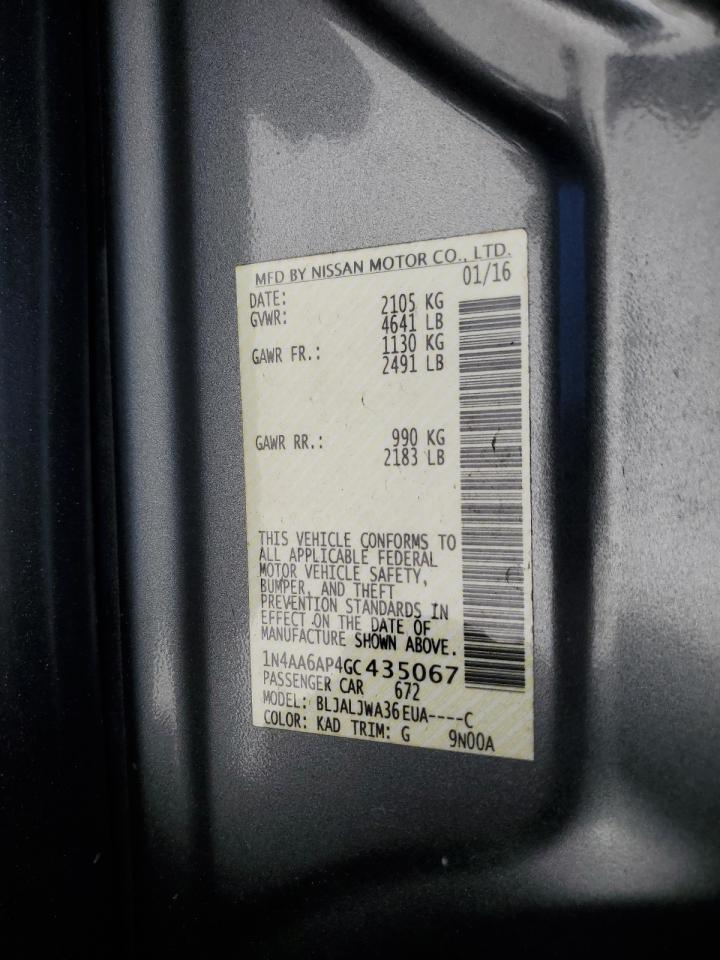 MFD BY NISSAN MOTOR CO., LTD.
DATE: 01/16
GVWR: 2105 KG
4641 LB
GAWR FR.: 1130 KG
2491 LB
GAWR RR.: 990 KG
2183 LB
THIS VEHICLE CONFORMS TO
ALL APPLICABLE FEDERAL
MOTOR VEHICLE SAFETY,
BUMPER, AND THEFT
PREVENTION STANDARDS IN
EFFECT ON THE DATE OF
MANUFACTURE SHOWN ABOVE.
1N4AA6AP4GC435067
PASSENGER CAR 672
MODEL: BLJALJWA36EUA----C
COLOR: KAD TRIM: G 9N00A